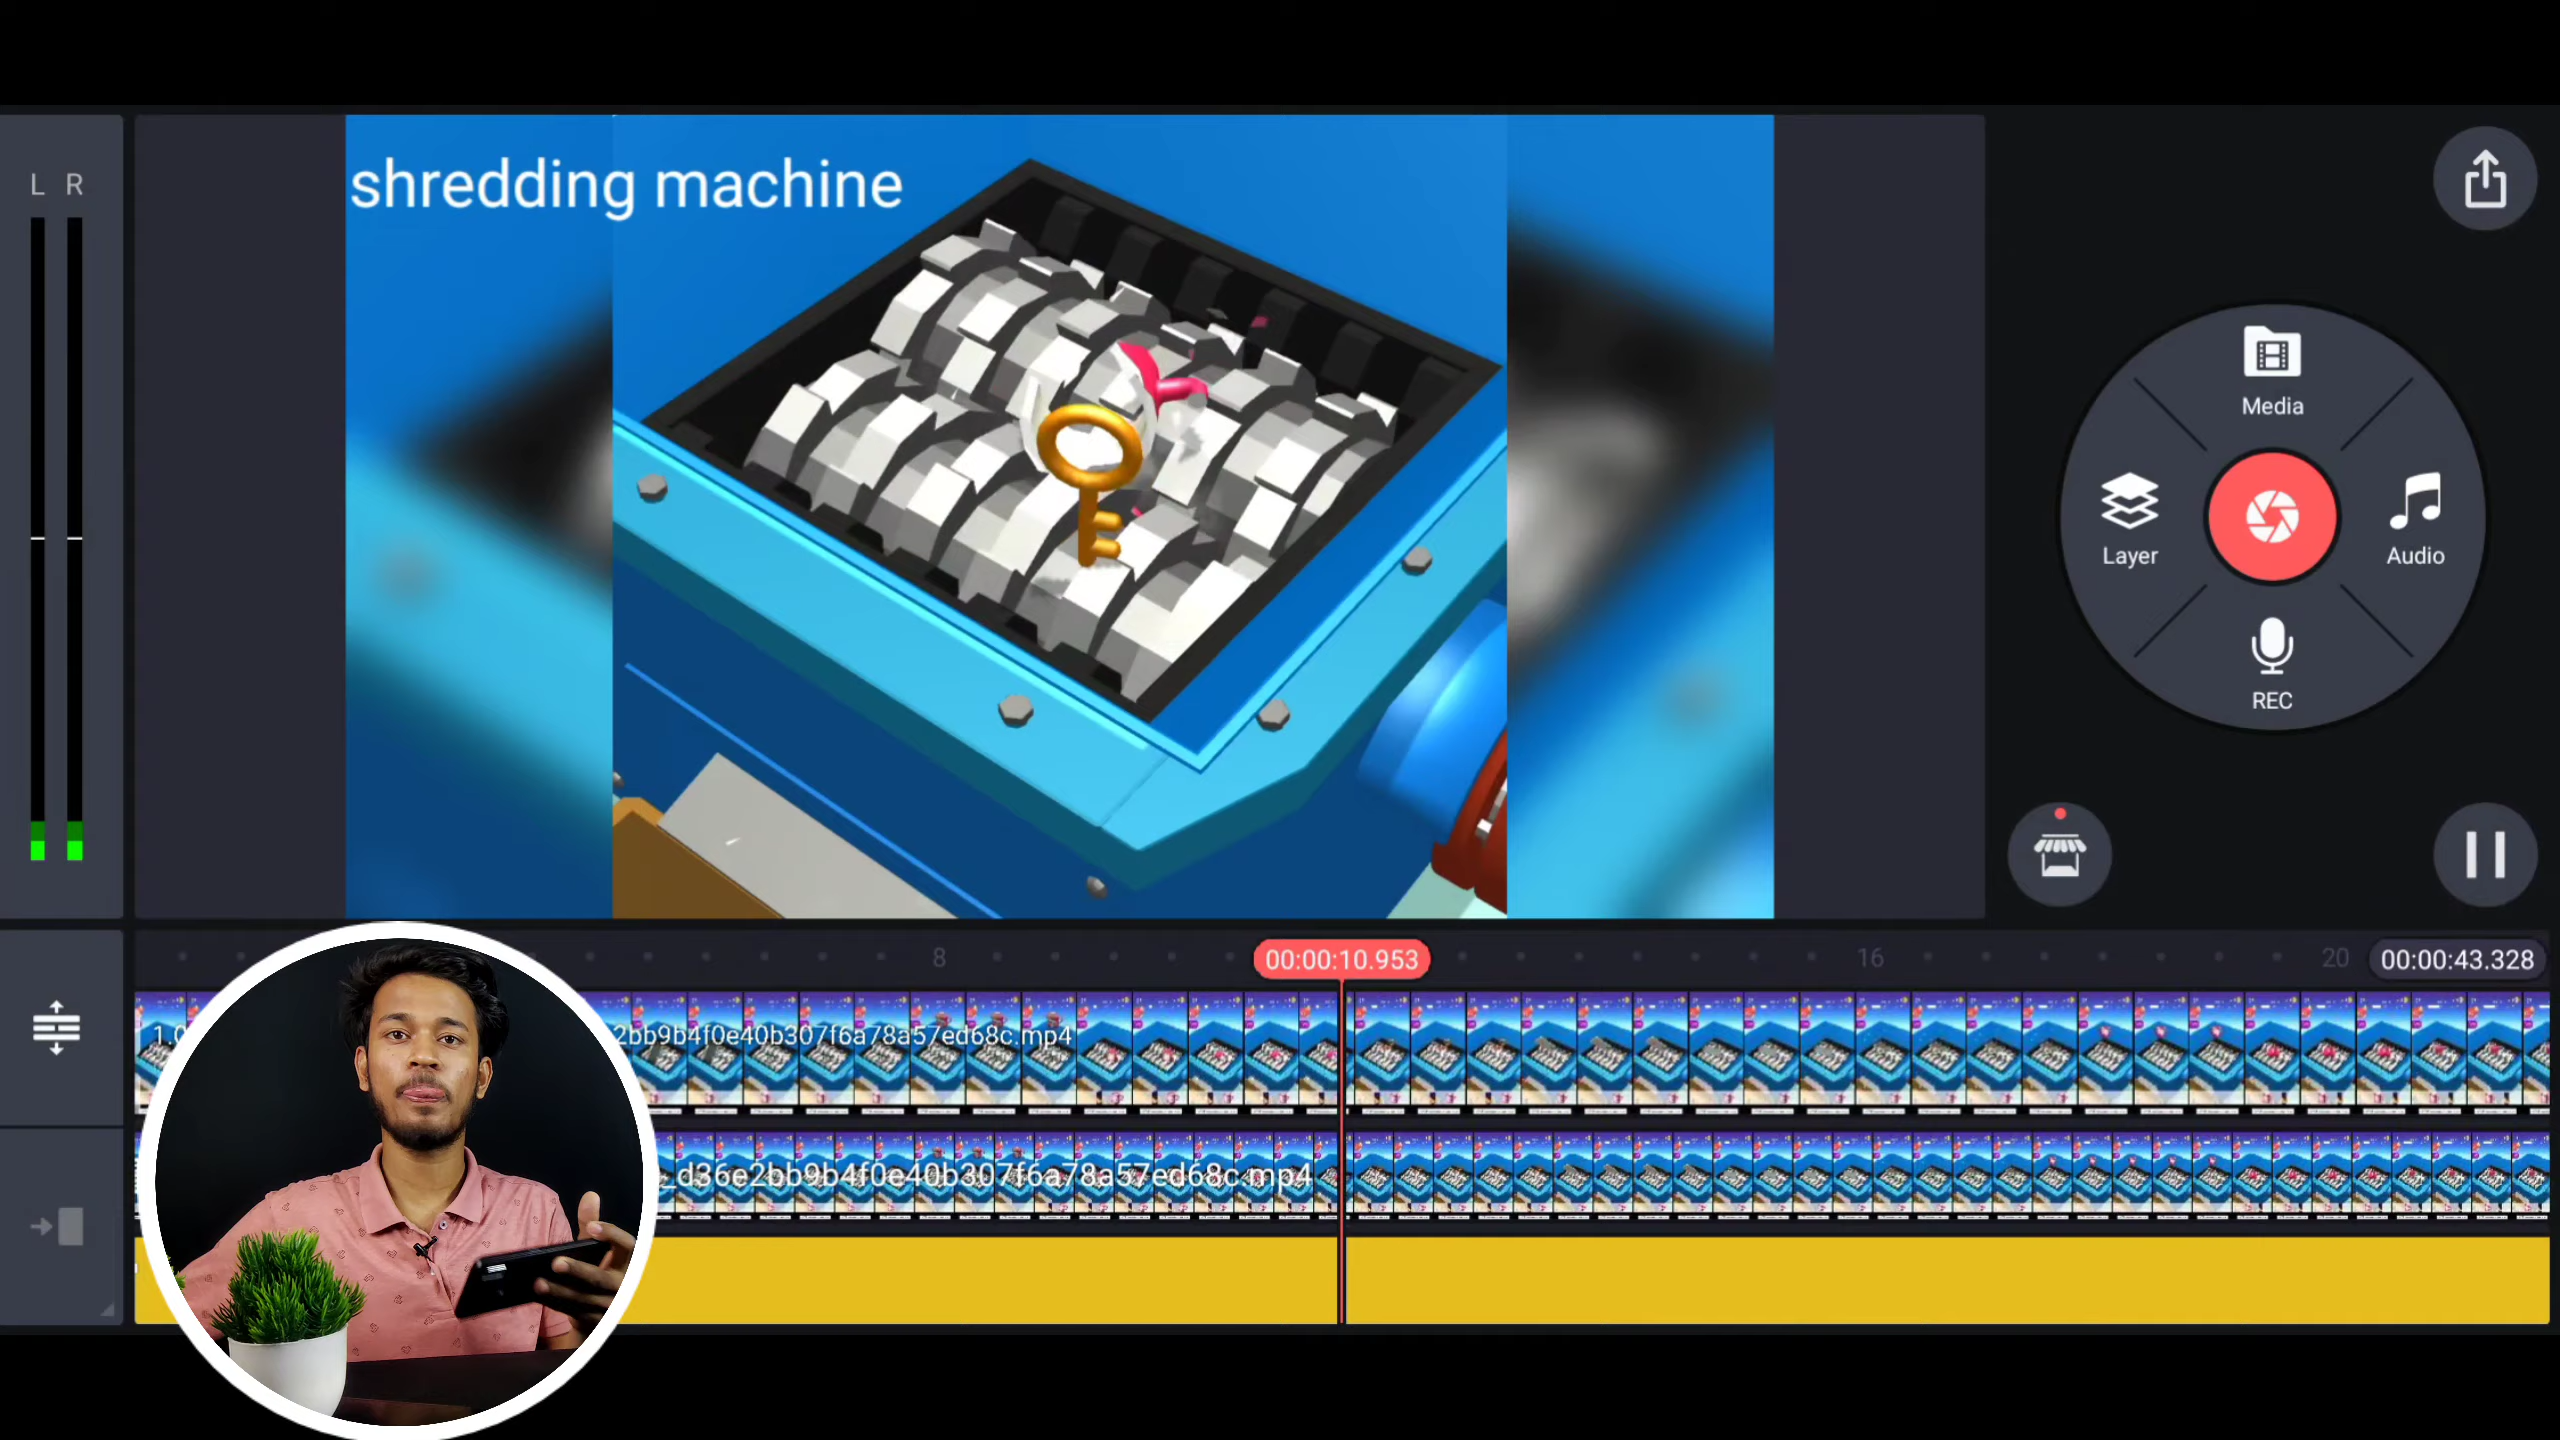 L R
shredding machine
Media
Layer
Audio
REC
8
00:00:10.953
16
20
00:00:43.328
2bb9b4f0e40b307f6a78a57ed68c.mp4
_d36e2bb9b4f0e40b307f6a78a57ed68c.mp4